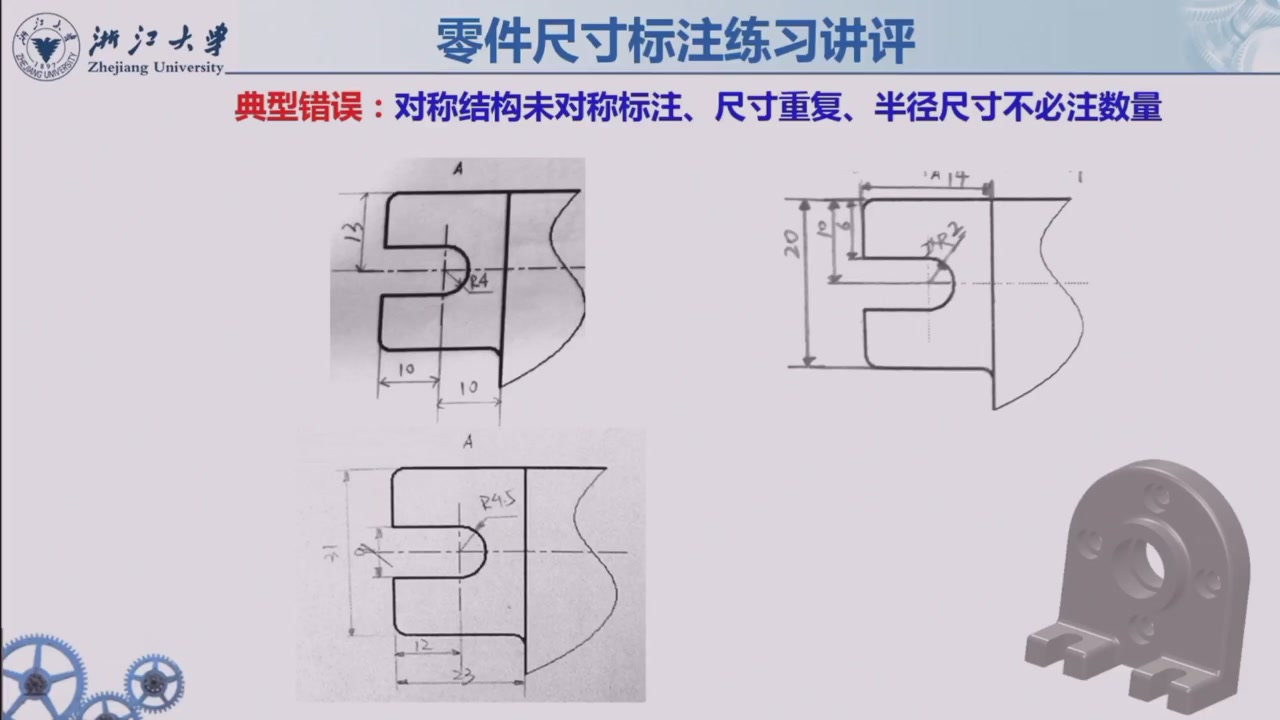 浙江大学
Zhejiang University
零件尺寸标注练习讲评
典型错误：对称结构未对称标注、尺寸重复、半径尺寸不必注数量
A
13
R4
10
10
A 14
20
10
6
R2
A
R4.5
31
12
23